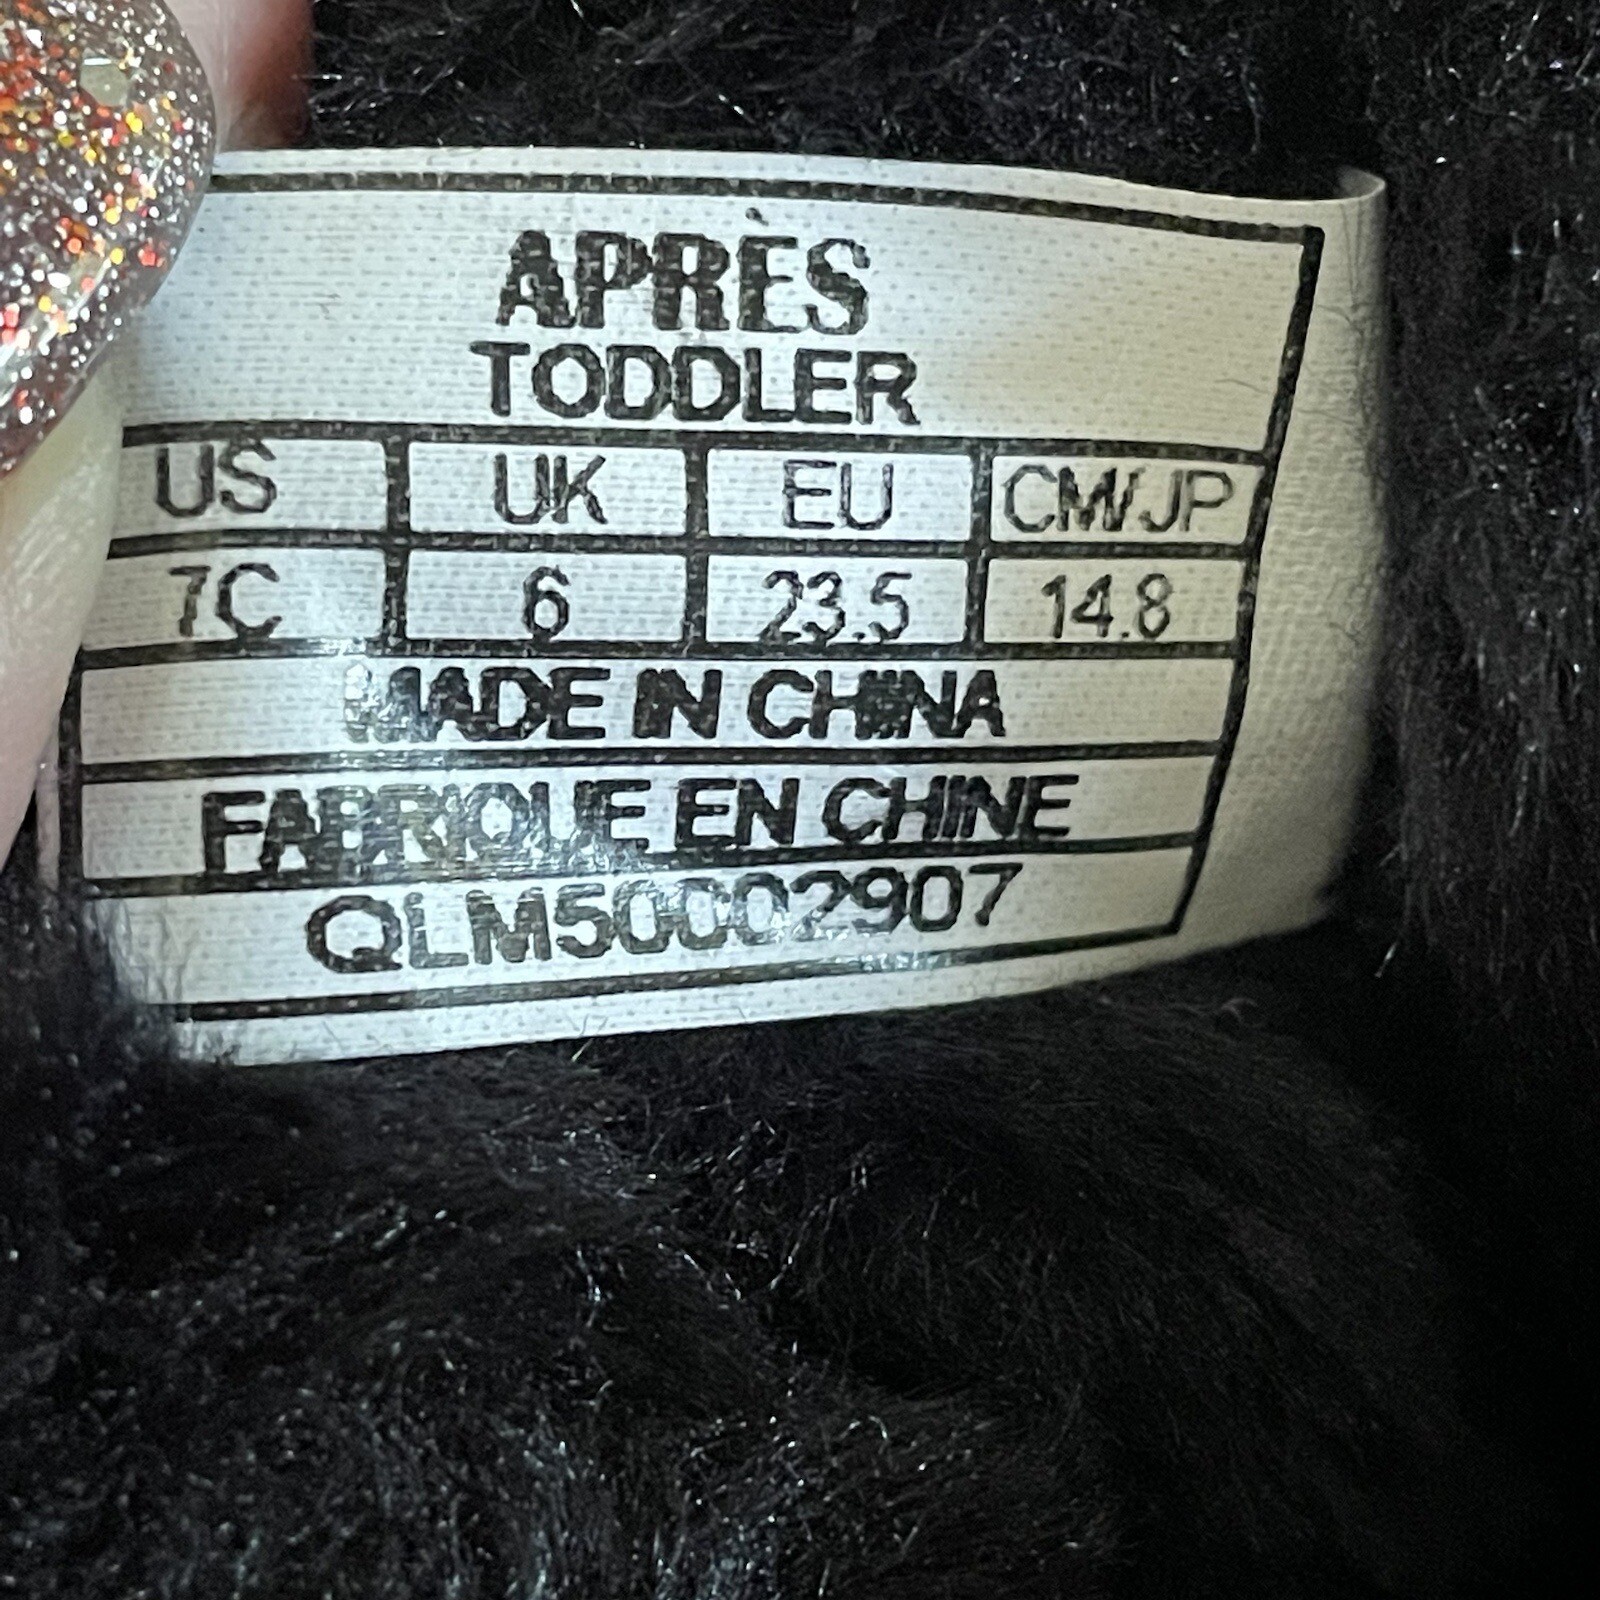 APRÈS
TODDLER
US UK EU CM/JP
7C 6 23.5 14.8
MADE IN CHINA
FABRIQUE EN CHINE
QLM50002907